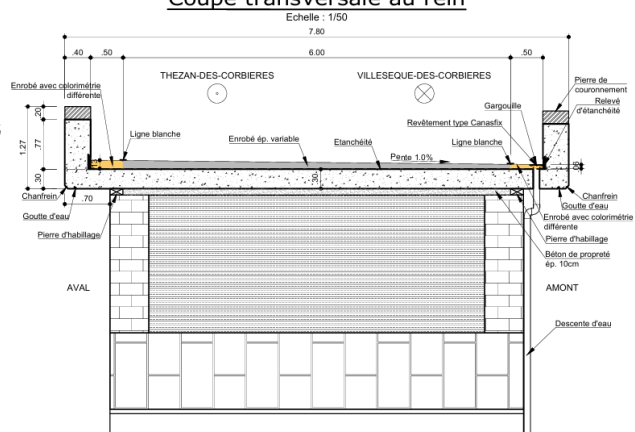 Coupe transversale au rein
Echelle : 1/50
7.80
.40
.50
6.00
.50
THEZAN-DES-CORBIERES
VILLESEQUE-DES-CORBIERES
Enrobé avec colorimétrie
différente
Pierre de
couronnement
Gargouille
Relevé
d'étanchéité
Revêtement type Canasfix
Ligne blanche
Enrobé ép. variable
Etanchéité
Ligne blanche
Pente 1.0%
.20
.77
1.27
.30
.30
Chanfrein
Goutte d'eau
.70
Pierre d'habillage
Chanfrein
Goutte d'eau
Enrobé avec colorimétrie
différente
Pierre d'habillage
Béton de propreté
ép. 10cm
AVAL
AMONT
Descente d'eau